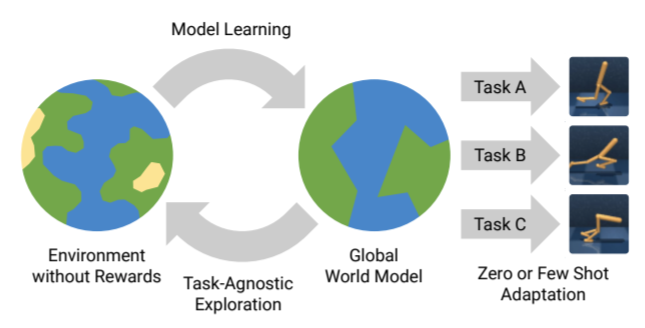 Model Learning
Environment
without Rewards
Task-Agnostic
Exploration
Global
World Model
Task A
Task B
Task C
Zero or Few Shot
Adaptation